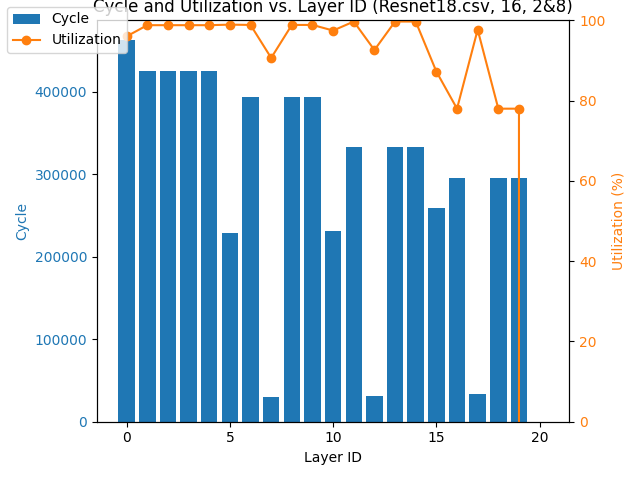 Cycle and Utilization vs. Layer ID (Resnet18.csv, 16, 2&8)
Cycle
Utilization
400000
300000
200000
100000
0
Cycle
100
80
60
40
20
0
Utilization (%)
0 5 10 15 20
Layer ID